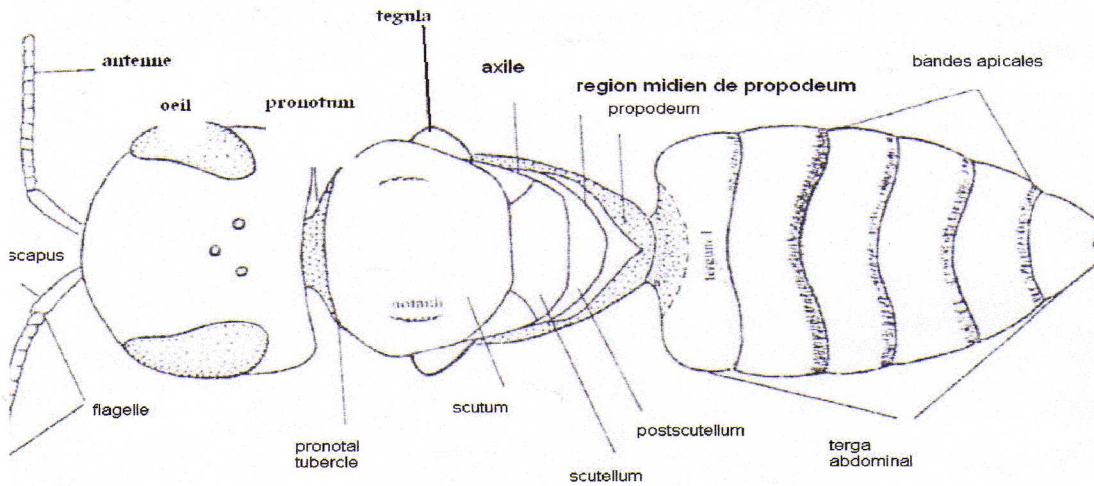 tegula
antenne
axile
bandes apicales
oeil
pronotum
region midien de propodeum
propodeum
scapus
flagelle
scutum
postscutellum
pronotal
tubercle
scutellum
terga
abdominal